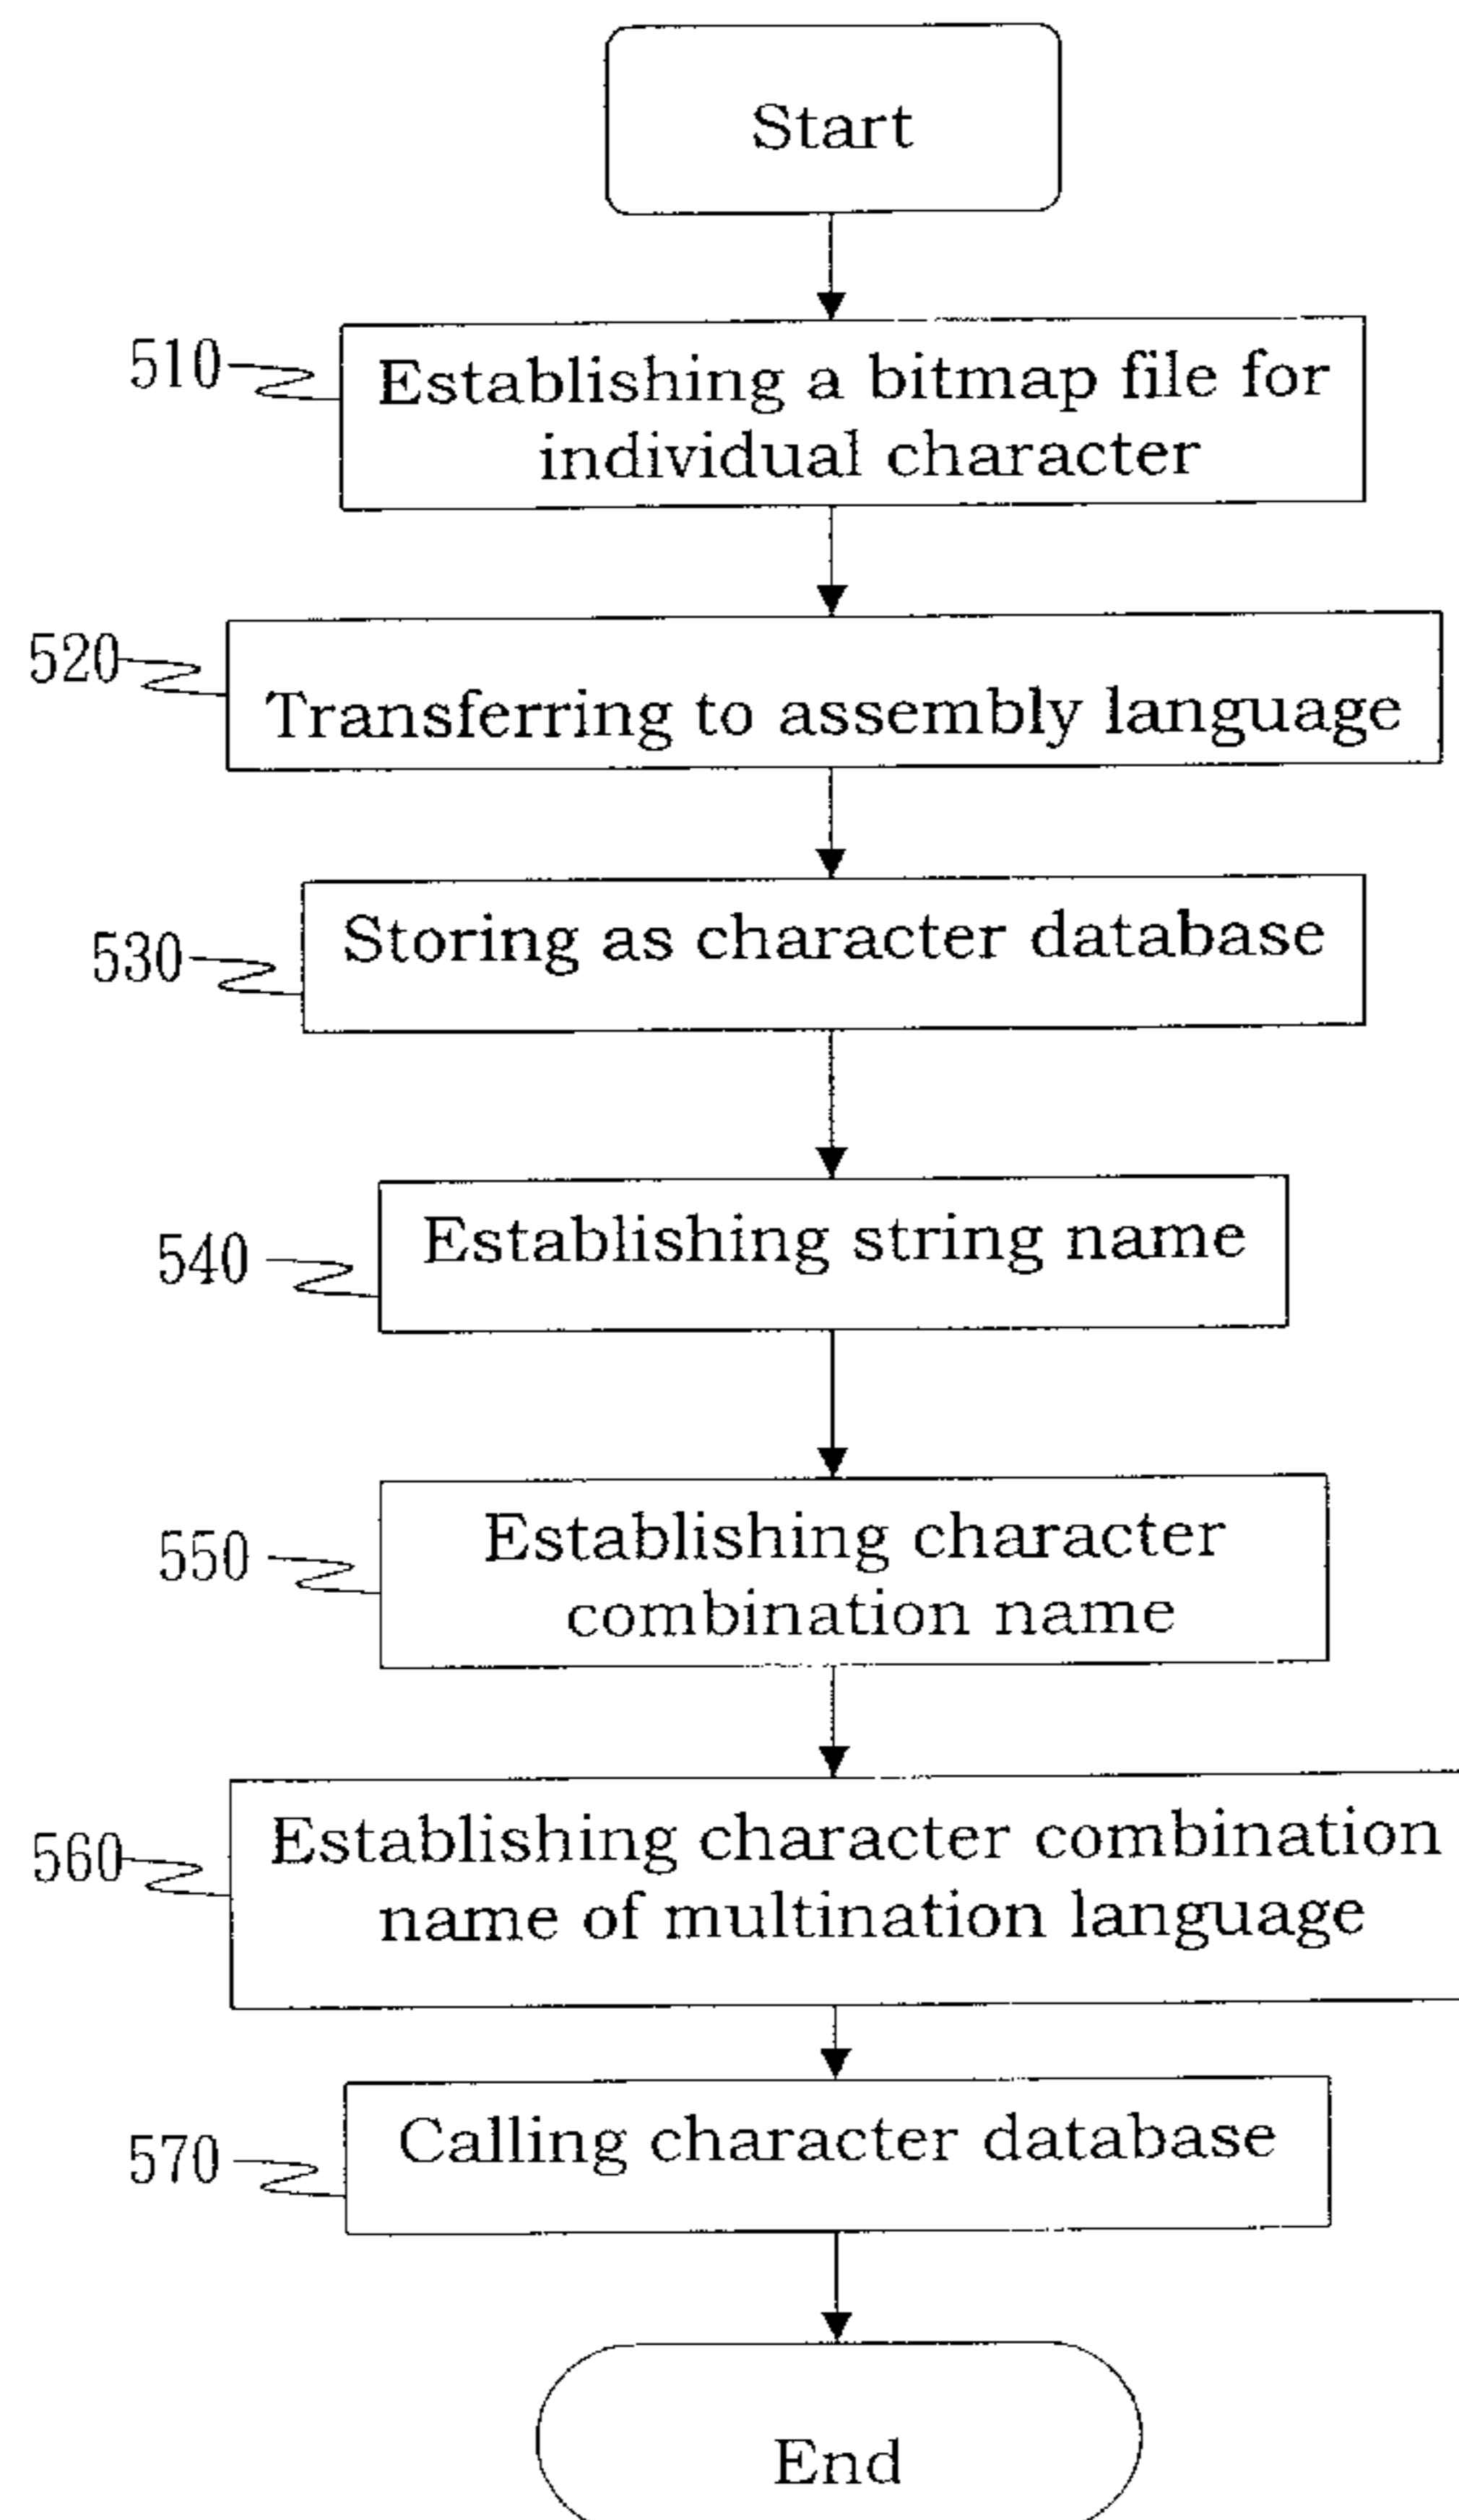 Start
510
Establishing a bitmap file for
individual character
520
Transferring to assembly language
530
Storing as character database
540
Establishing string name
550
Establishing character
combination name
560
Establishing character combination
name of multination language
570
Calling character database
End